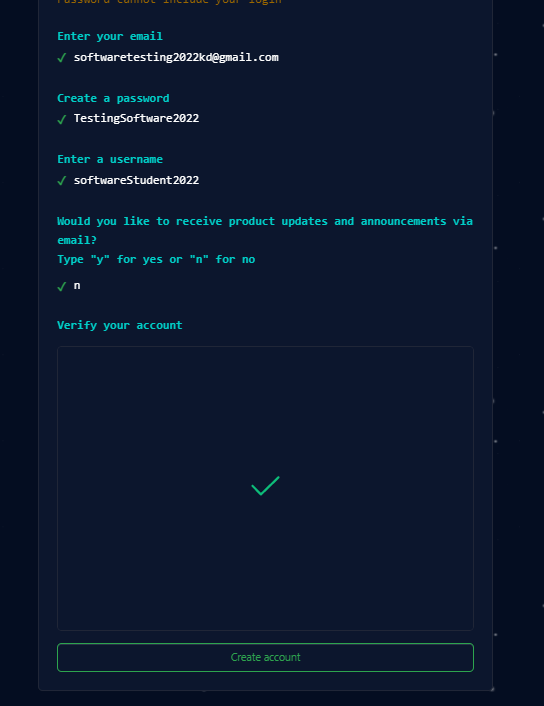 Password cannot include your login
Enter your email
✓ softwaretesting2022kd@gmail.com
Create a password
✓ TestingSoftware2022
Enter a username
✓ softwareStudent2022
Would you like to receive product updates and announcements via
email?
Type "y" for yes or "n" for no
✓ n
Verify your account
Create account